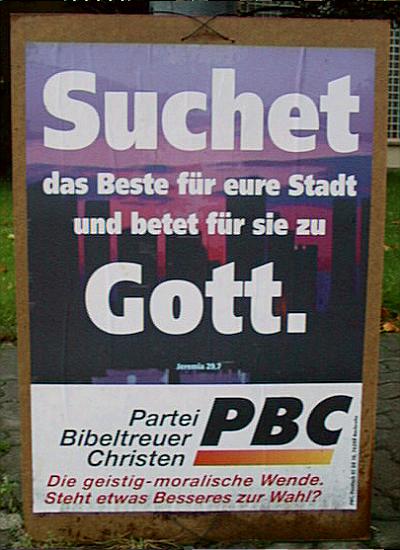 Suchet
das Beste für eure Stadt
und betet für sie zu
Gott.
Jeremia 29,7
Partei
Bibeltreuer
Christen
PBC
Die geistig-moralische Wende.
Steht etwas Besseres zur Wahl?